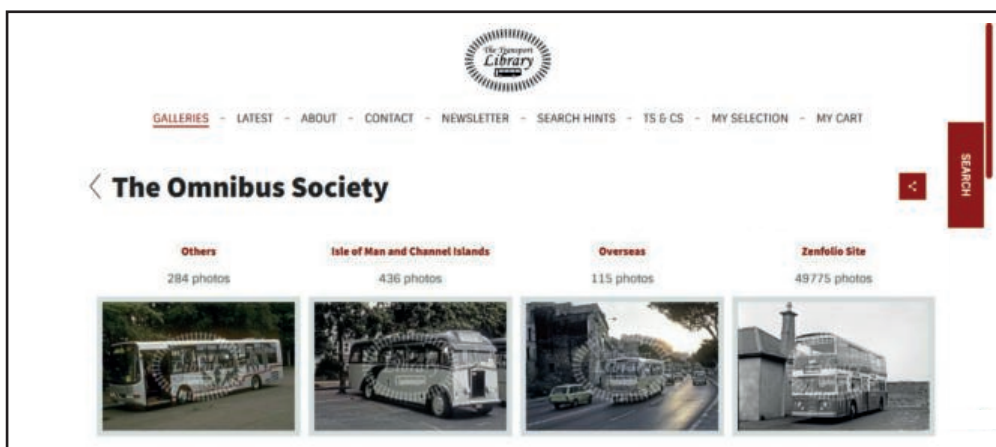 The Transport
Library
GALLERIES - LATEST - ABOUT - CONTACT - NEWSLETTER - SEARCH HINTS - TS & CS - MY SELECTION - MY CART
SEARCH
< The Omnibus Society
Others Isle of Man and Channel Islands Overseas Zenfolio Site
284 photos 436 photos 115 photos 49775 photos